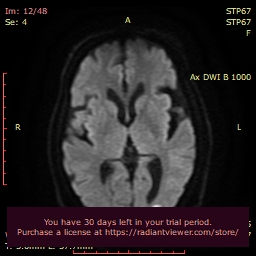 Im: 12/48
STP67
Se: 4
STP67
F
A
Ax DWI B 1000
R
L
You have 30 days left in your trial period.
Purchase a license at https://radiantviewer.com/store/